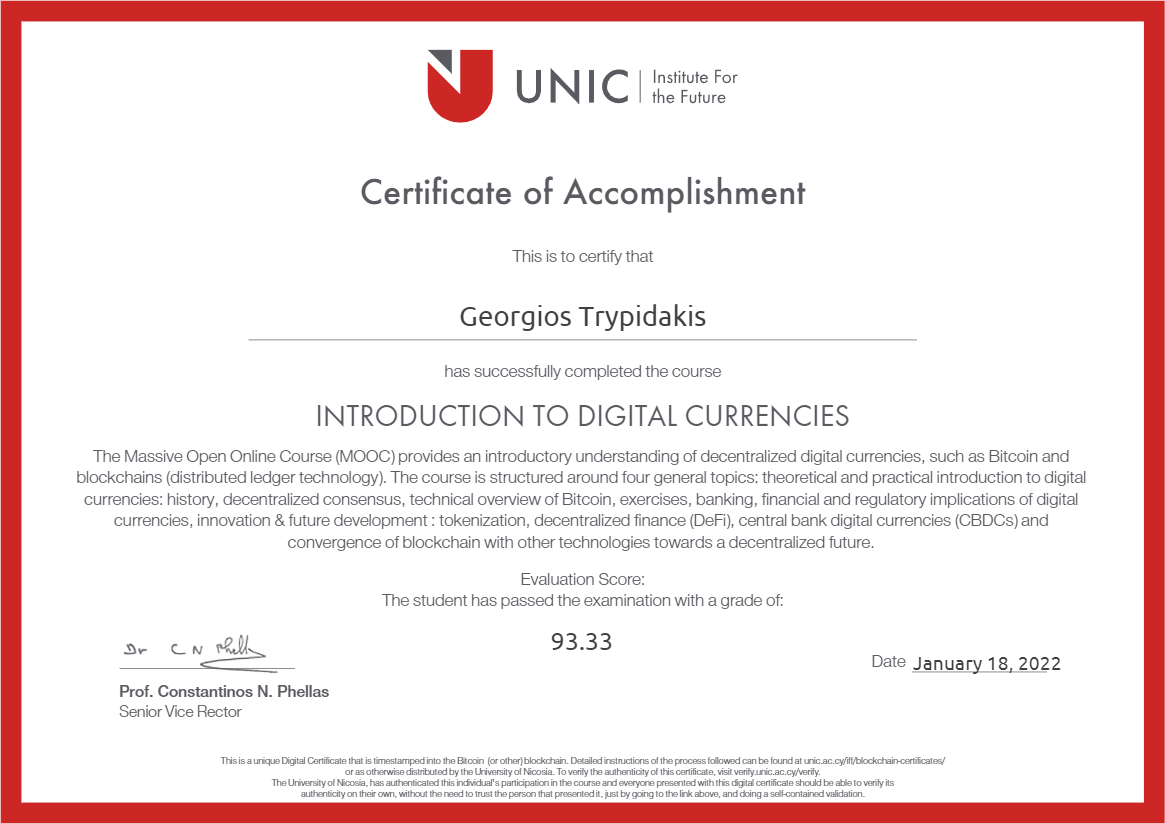 UNIC
Institute For
the Future
Certificate of Accomplishment
This is to certify that
Georgios Trypidakis
has successfully completed the course
INTRODUCTION TO DIGITAL CURRENCIES
The Massive Open Online Course (MOOC) provides an introductory understanding of decentralized digital currencies, such as Bitcoin and
blockchains (distributed ledger technology). The course is structured around four general topics: theoretical and practical introduction to digital
currencies: history, decentralized consensus, technical overview of Bitcoin, exercises, banking, financial and regulatory implications of digital
currencies, innovation & future development : tokenization, decentralized finance (DeFi), central bank digital currencies (CBDCs) and
convergence of blockchain with other technologies towards a decentralized future.
Evaluation Score:
The student has passed the examination with a grade of:
93.33
Dr C N Phellas
Date January 18, 2022
Prof. Constantinos N. Phellas
Senior Vice Rector
This is a unique Digital Certificate that is timestamped into the Bitcoin (or other) blockchain. Detailed instructions of the process followed can be found at unic.ac.cy/iff/blockchain-certificates/
or as otherwise distributed by the University of Nicosia. To verify the authenticity of this certificate, visit verify.unic.ac.cy/verify.
The University of Nicosia, has authenticated this individual's participation in the course and everyone presented with this digital certificate should be able to verify its
authenticity on their own, without the need to trust the person that presented it, just by going to the link above, and doing a self-contained validation.